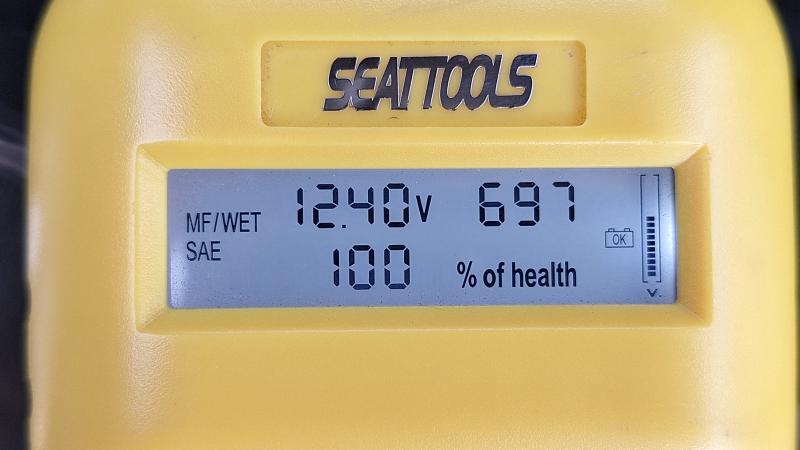 SEATTOOLS
MF/WET 12.40V 697
SAE 100 % of health
OK
V.